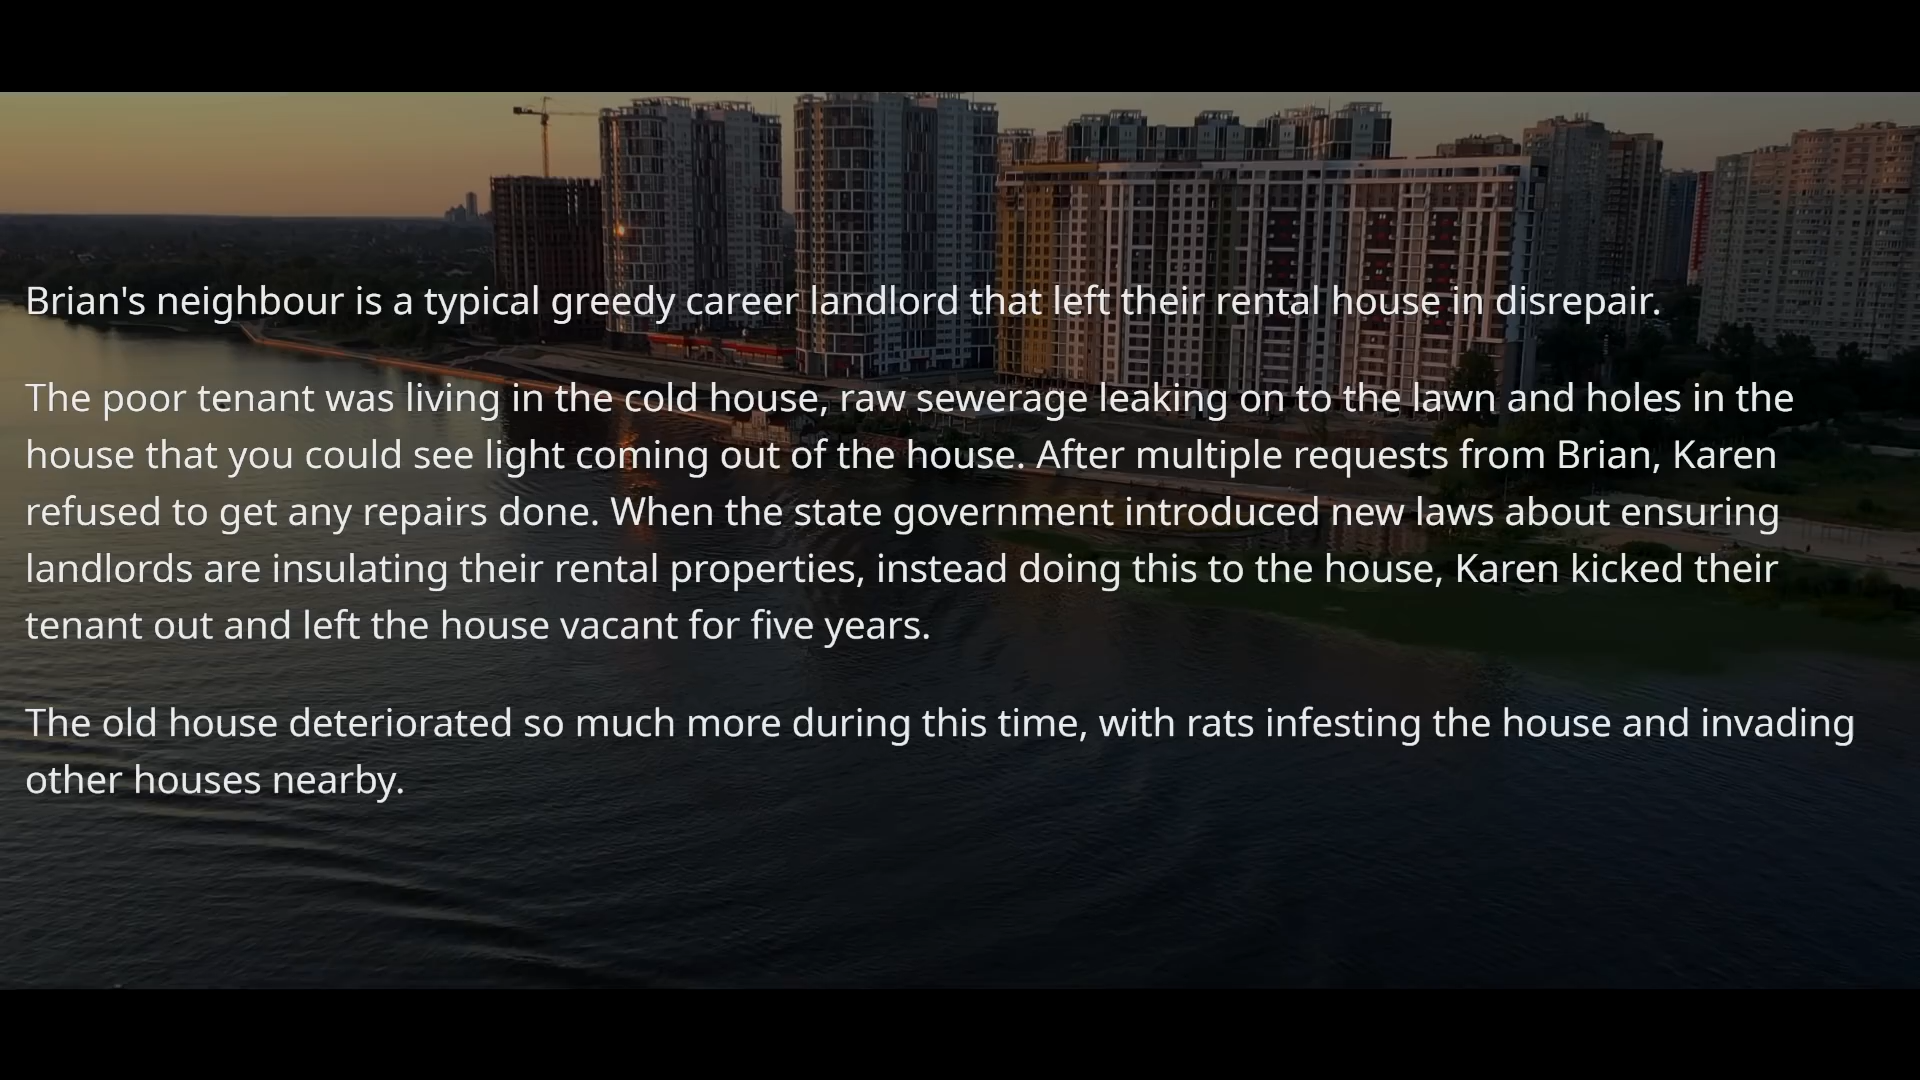 Brian's neighbour is a typical greedy career landlord that left their rental house in disrepair.
The poor tenant was living in the cold house, raw sewerage leaking on to the lawn and holes in the
house that you could see light coming out of the house. After multiple requests from Brian, Karen
refused to get any repairs done. When the state government introduced new laws about ensuring
landlords are insulating their rental properties, instead doing this to the house, Karen kicked their
tenant out and left the house vacant for five years.
The old house deteriorated so much more during this time, with rats infesting the house and invading
other houses nearby.